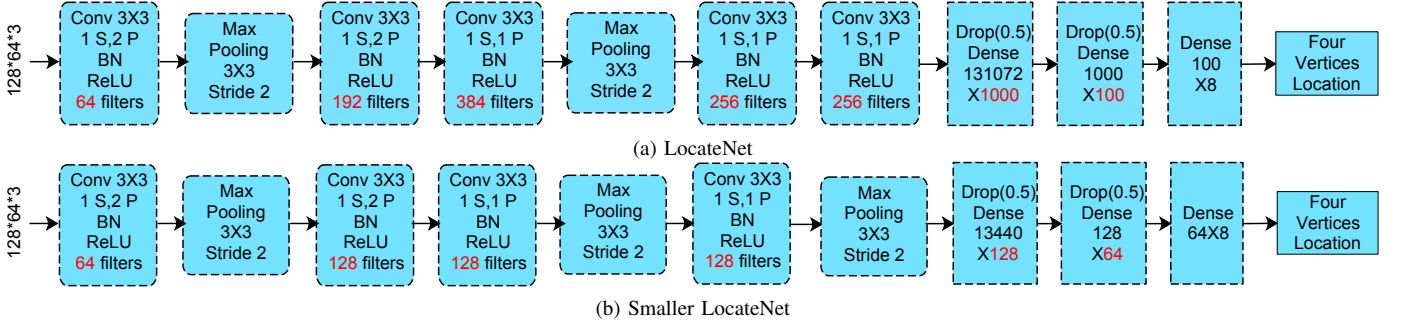 128*64*3
Conv 3X3
1 S,2 P
BN
ReLU
64 filters
Max
Pooling
3X3
Stride 2
Conv 3X3
1 S,2 P
BN
ReLU
192 filters
Conv 3X3
1 S,1 P
BN
ReLU
384 filters
Max
Pooling
3X3
Stride 2
Conv 3X3
1 S,1 P
BN
ReLU
256 filters
Conv 3X3
1 S,1 P
BN
ReLU
256 filters
Drop(0.5)
Dense
131072
X1000
Drop(0.5)
Dense
1000
X100
Dense
100
X8
Four
Vertices
Location
(a) LocateNet
128*64*3
Conv 3X3
1 S,2 P
BN
ReLU
64 filters
Max
Pooling
3X3
Stride 2
Conv 3X3
1 S,2 P
BN
ReLU
128 filters
Conv 3X3
1 S,1 P
BN
ReLU
128 filters
Max
Pooling
3X3
Stride 2
Conv 3X3
1 S,1 P
BN
ReLU
128 filters
Max
Pooling
3X3
Stride 2
Drop(0.5)
Dense
13440
X128
Drop(0.5)
Dense
128
X64
Dense
64X8
Four
Vertices
Location
(b) Smaller LocateNet